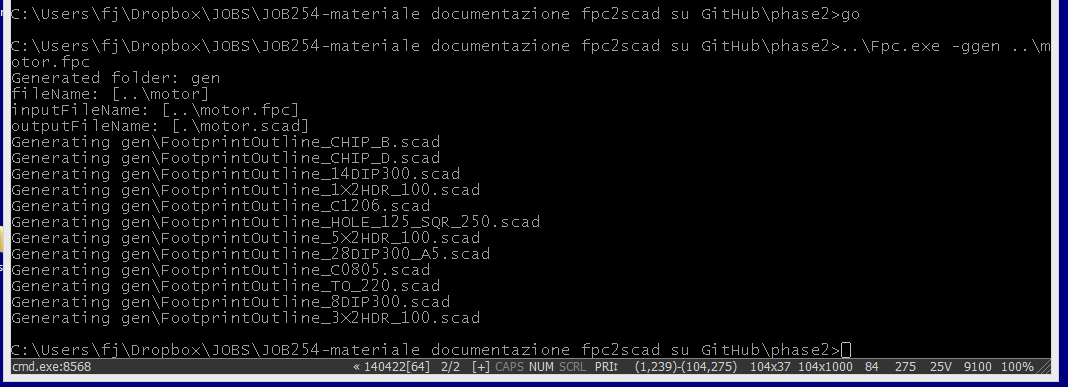 C:\Users\fj\Dropbox\JOBS\JOB254-materiale documentazione fpc2scad su GitHub\phase2>go
C:\Users\fj\Dropbox\JOBS\JOB254-materiale documentazione fpc2scad su GitHub\phase2>..\Fpc.exe -ggen ..\m
otor.fpc
Generated folder: gen
fileName: [..\motor]
inputFileName: [..\motor.fpc]
outputFileName: [.\motor.scad]
Generating gen\FootprintOutline_CHIP_B.scad
Generating gen\FootprintOutline_CHIP_D.scad
Generating gen\FootprintOutline_14DIP300.scad
Generating gen\FootprintOutline_1X2HDR_100.scad
Generating gen\FootprintOutline_C1206.scad
Generating gen\FootprintOutline_HOLE_125_SQR_250.scad
Generating gen\FootprintOutline_5X2HDR_100.scad
Generating gen\FootprintOutline_28DIP300_A5.scad
Generating gen\FootprintOutline_C0805.scad
Generating gen\FootprintOutline_TO_220.scad
Generating gen\FootprintOutline_8DIP300.scad
Generating gen\FootprintOutline_3X2HDR_100.scad
C:\Users\fj\Dropbox\JOBS\JOB254-materiale documentazione fpc2scad su GitHub\phase2>
cmd.exe:8568 « 140422[64] 2/2 [+] CAPS NUM SCRL PRI↕ (1,239)-(104,275) 104x37 104x1000 84 275 25V 9100 100%